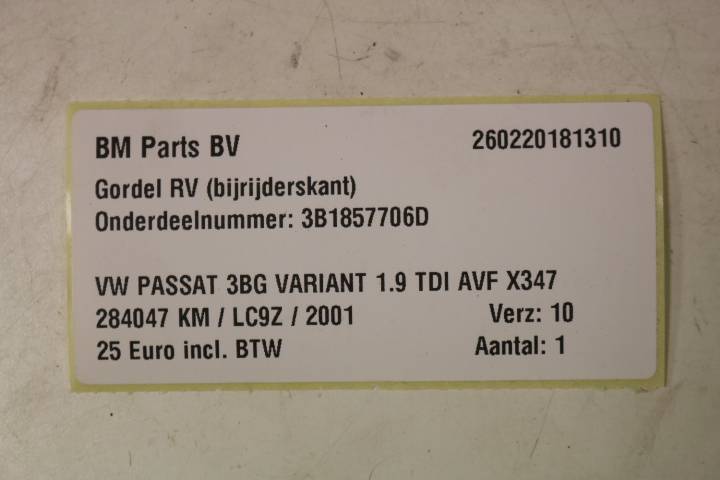 BM Parts BV 260220181310
Gordel RV (bijrijderskant)
Onderdeelnummer: 3B1857706D
VW PASSAT 3BG VARIANT 1.9 TDI AVF X347
284047 KM / LC9Z / 2001 Verz: 10
25 Euro incl. BTW Aantal: 1